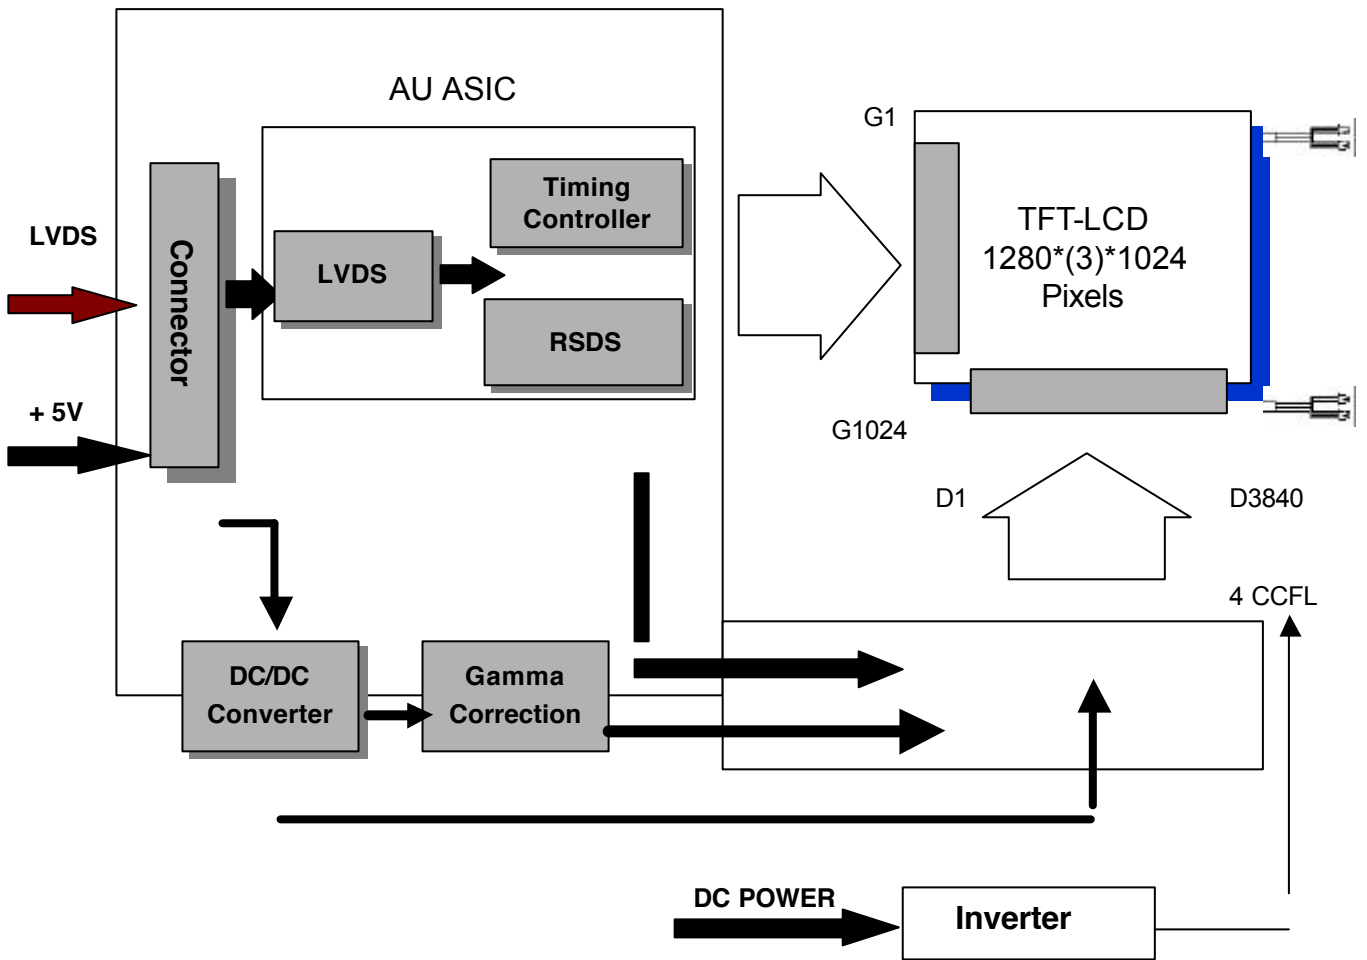 AU ASIC
G1
Timing
Controller
LVDS
Connector
LVDS
RSDS
TFT-LCD
1280*(3)*1024
Pixels
+ 5V
G1024
D1
D3840
4 CCFL
DC/DC
Converter
Gamma
Correction
DC POWER
Inverter